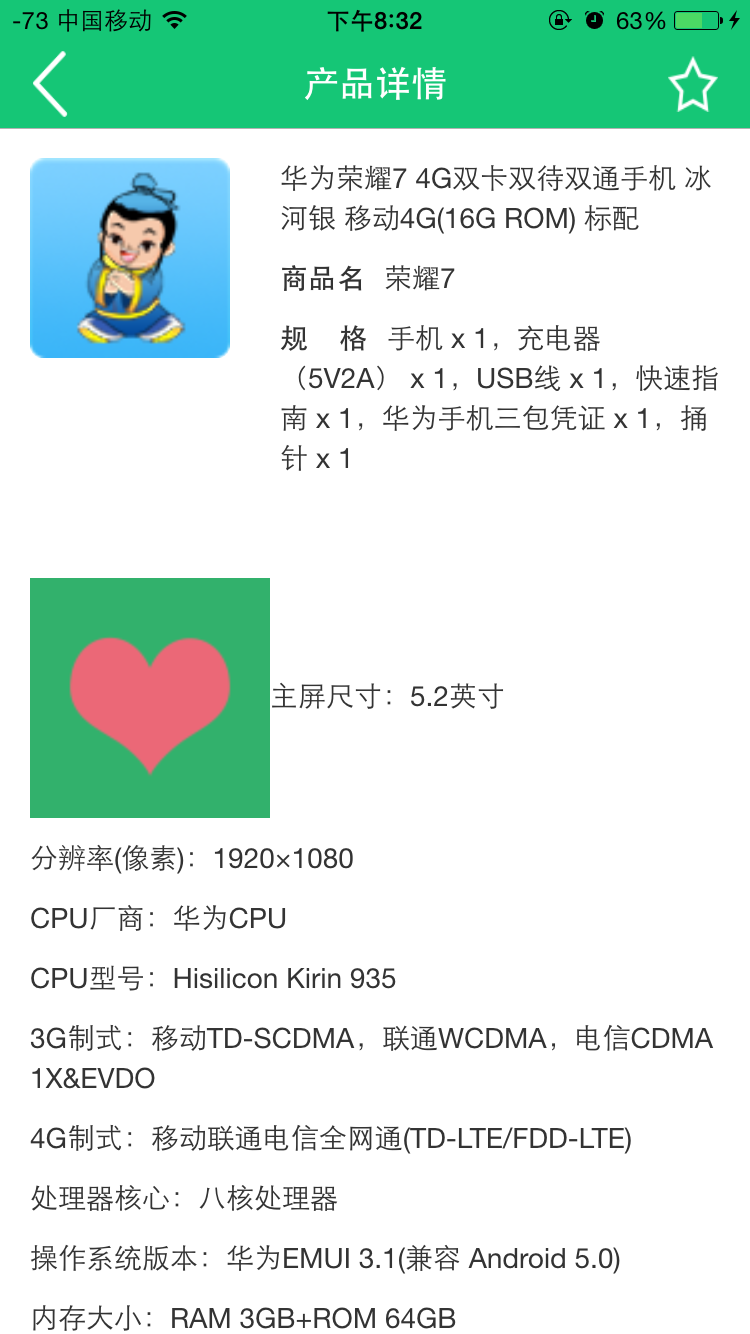 -73 中国移动 下午8:32 63%
产品详情
华为荣耀7 4G双卡双待双通手机 冰
河银 移动4G(16G ROM) 标配
商品名 荣耀7
规 格 手机 x 1，充电器
（5V2A） x 1，USB线 x 1，快速指
南 x 1，华为手机三包凭证 x 1，捅
针 x 1
主屏尺寸：5.2英寸
分辨率(像素)：1920×1080
CPU厂商：华为CPU
CPU型号：Hisilicon Kirin 935
3G制式：移动TD-SCDMA，联通WCDMA，电信CDMA
1X&EVDO
4G制式：移动联通电信全网通(TD-LTE/FDD-LTE)
处理器核心：八核处理器
操作系统版本：华为EMUI 3.1(兼容 Android 5.0)
内存大小：RAM 3GB+ROM 64GB